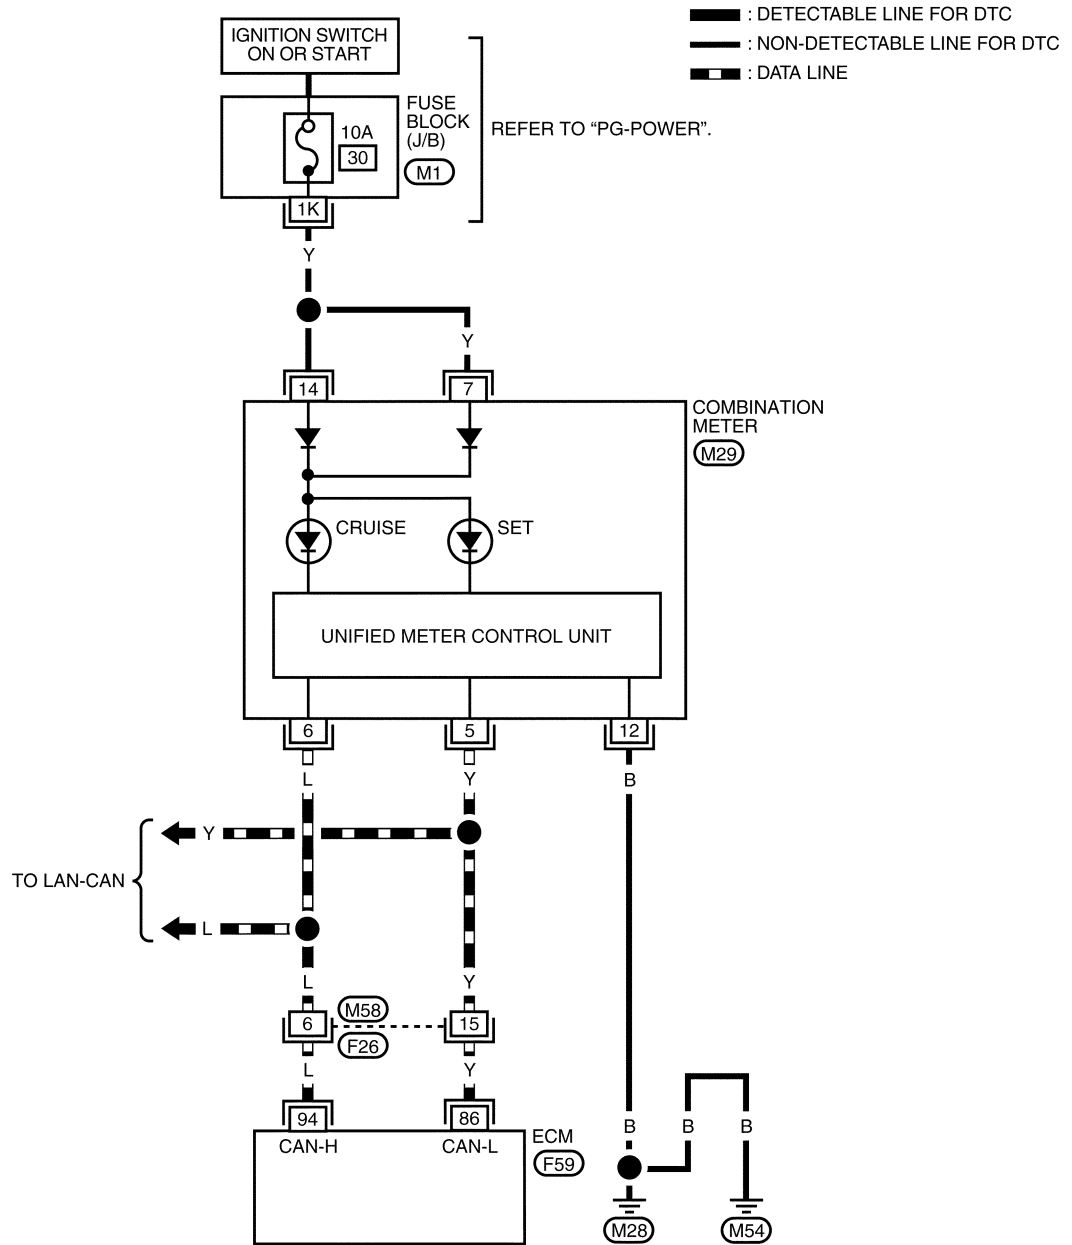 : DETECTABLE LINE FOR DTC
: NON-DETECTABLE LINE FOR DTC
: DATA LINE
IGNITION SWITCH
ON OR START
FUSE
BLOCK
(J/B)
M1
10A
30
1K
REFER TO “PG-POWER”.
Y
Y
14
7
COMBINATION
METER
M29
CRUISE
SET
UNIFIED METER CONTROL UNIT
6
5
12
L
Y
B
Y
TO LAN-CAN
L
L
Y
6
M58
F26
15
L
Y
94
86
CAN-H
CAN-L
ECM
F59
B
B
B
M28
M54